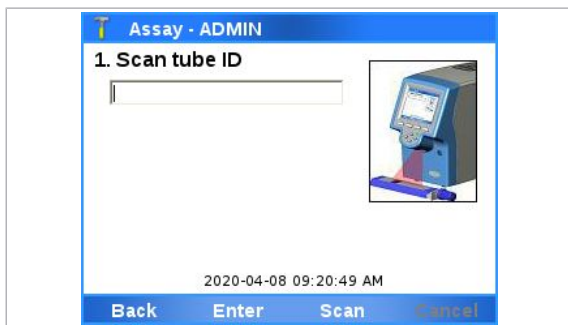 Assay - ADMIN
1. Scan tube ID
2020-04-08 09:20:49 AM
Back Enter Scan Cancel